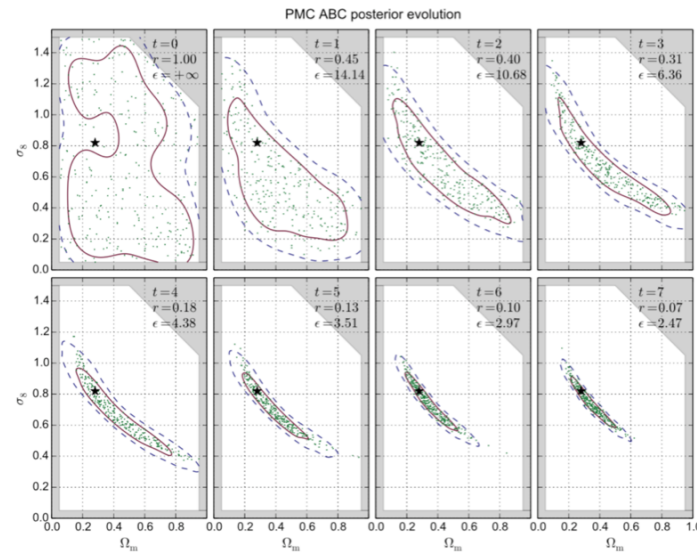 PMC ABC posterior evolution
t=0
r=1.00
ϵ=+∞
t=1
r=0.45
ϵ=14.14
t=2
r=0.40
ϵ=10.68
t=3
r=0.31
ϵ=6.36
1.4
1.2
1.0
0.8
0.6
0.4
0.2
0.0
σ8
t=4
r=0.18
ϵ=4.38
t=5
r=0.13
ϵ=3.51
t=6
r=0.10
ϵ=2.97
t=7
r=0.07
ϵ=2.47
1.4
1.2
1.0
0.8
0.6
0.4
0.2
0.0
σ8
0.0 0.2 0.4 0.6 0.8 0.0 0.2 0.4 0.6 0.8 0.0 0.2 0.4 0.6 0.8 0.0 0.2 0.4 0.6 0.8 1.0
Ωm Ωm Ωm Ωm